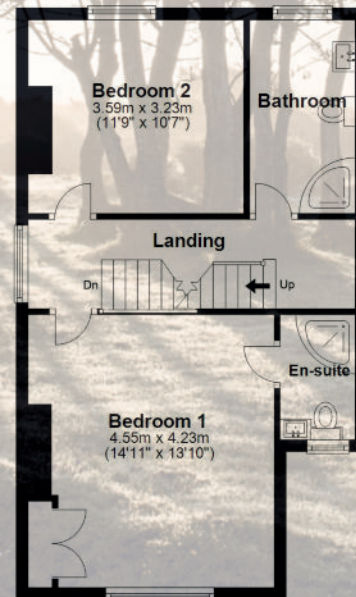 Bedroom 2
3.59m x 3.23m
(11'9" x 10'7")
Bathroom
Landing
Dn
Up
En-suite
Bedroom 1
4.55m x 4.23m
(14'11" x 13'10")